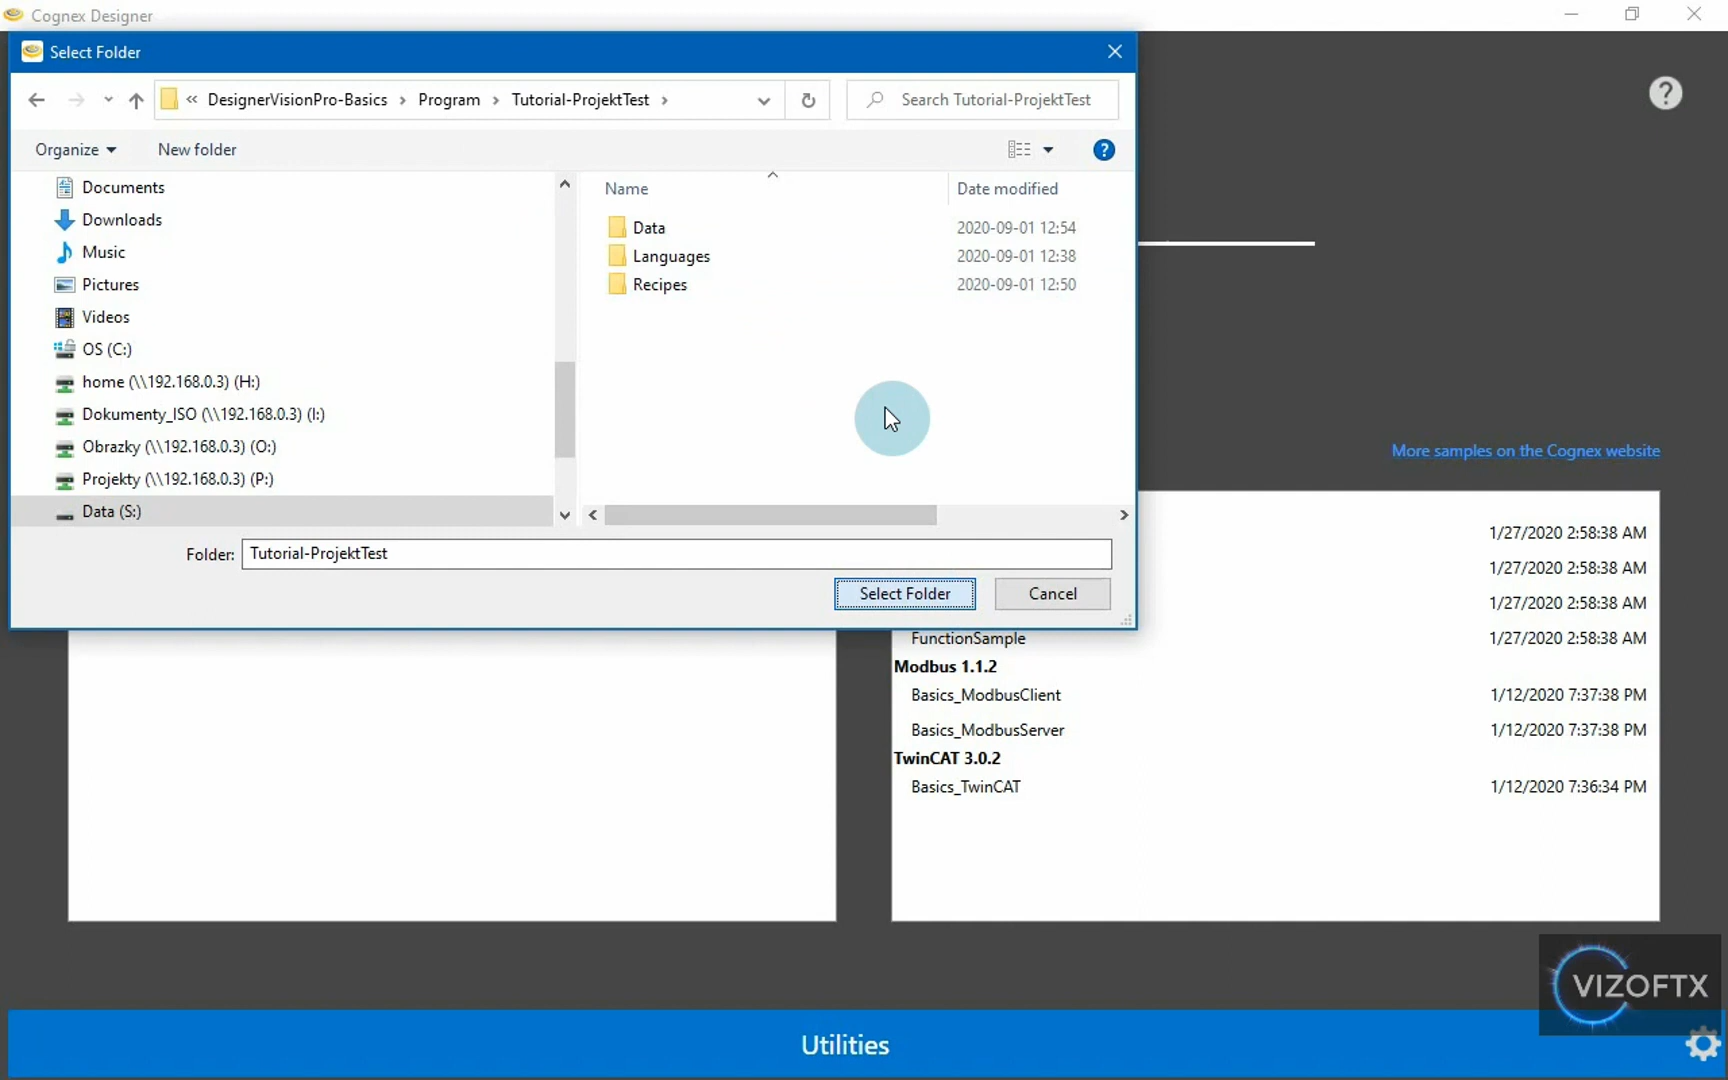 Cognex Designer
Select Folder
« DesignerVisionPro-Basics › Program › Tutorial-ProjektTest ›
Search Tutorial-ProjektTest
Organize
New folder
?
?
Documents
Downloads
Music
Pictures
Videos
OS (C:)
home (\\192.168.0.3) (H:)
Dokumenty_ISO (\\192.168.0.3) (I:)
Obrazky (\\192.168.0.3) (O:)
Projekty (\\192.168.0.3) (P:)
Data (S:)
Name Date modified
Data 2020-09-01 12:54
Languages 2020-09-01 12:38
Recipes 2020-09-01 12:50
Folder: Tutorial-ProjektTest
Select Folder
Cancel
More samples on the Cognex website
1/27/2020 2:58:38 AM
1/27/2020 2:58:38 AM
1/27/2020 2:58:38 AM
FunctionSample 1/27/2020 2:58:38 AM
Modbus 1.1.2
Basics_ModbusClient 1/12/2020 7:37:38 PM
Basics_ModbusServer 1/12/2020 7:37:38 PM
TwinCAT 3.0.2
Basics_TwinCAT 1/12/2020 7:36:34 PM
VIZOFTX
Utilities